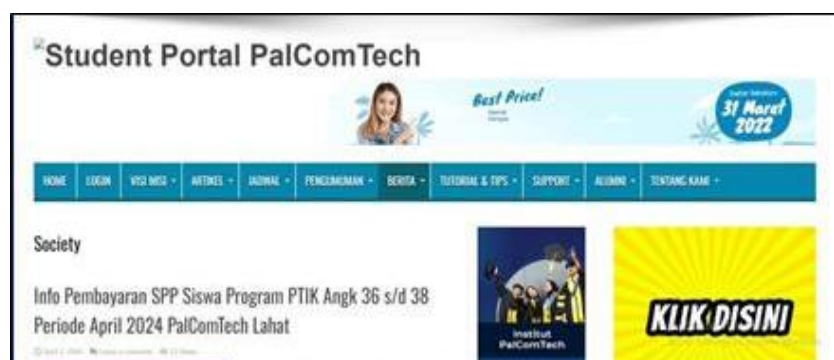 Student Portal PalComTech
Best Price!
31 Maret
2022
HOME LOGIN VISI MISI ARTIKEL JADWAL PENGUMUMAN BERITA TUTORIAL & TIPS SUPPORT ALUMNI TENTANG KAMI
Society
Info Pembayaran SPP Siswa Program PTIK Angk 36 s/d 38
Periode April 2024 PalComTech Lahat
Institut
PalComTech
KLIK DISINI